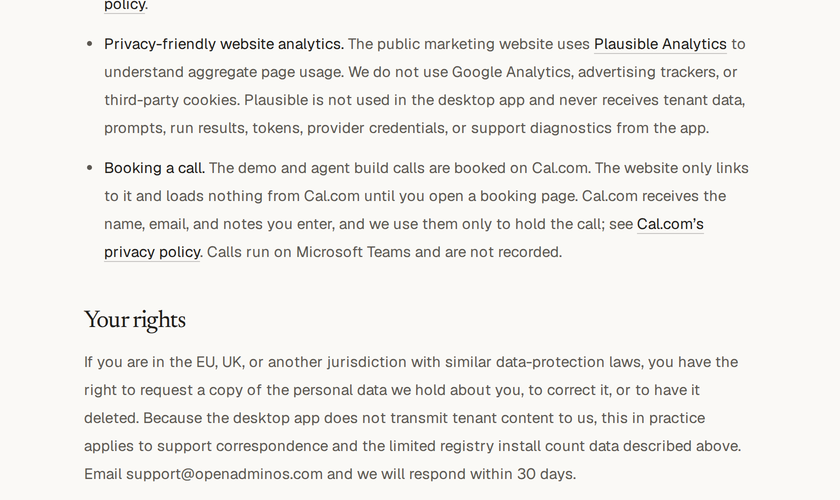 policy.
• Privacy-friendly website analytics. The public marketing website uses Plausible Analytics to
understand aggregate page usage. We do not use Google Analytics, advertising trackers, or
third-party cookies. Plausible is not used in the desktop app and never receives tenant data,
prompts, run results, tokens, provider credentials, or support diagnostics from the app.
• Booking a call. The demo and agent build calls are booked on Cal.com. The website only links
to it and loads nothing from Cal.com until you open a booking page. Cal.com receives the
name, email, and notes you enter, and we use them only to hold the call; see Cal.com’s
privacy policy. Calls run on Microsoft Teams and are not recorded.
Your rights
If you are in the EU, UK, or another jurisdiction with similar data-protection laws, you have the
right to request a copy of the personal data we hold about you, to correct it, or to have it
deleted. Because the desktop app does not transmit tenant content to us, this in practice
applies to support correspondence and the limited registry install count data described above.
Email support@openadminos.com and we will respond within 30 days.